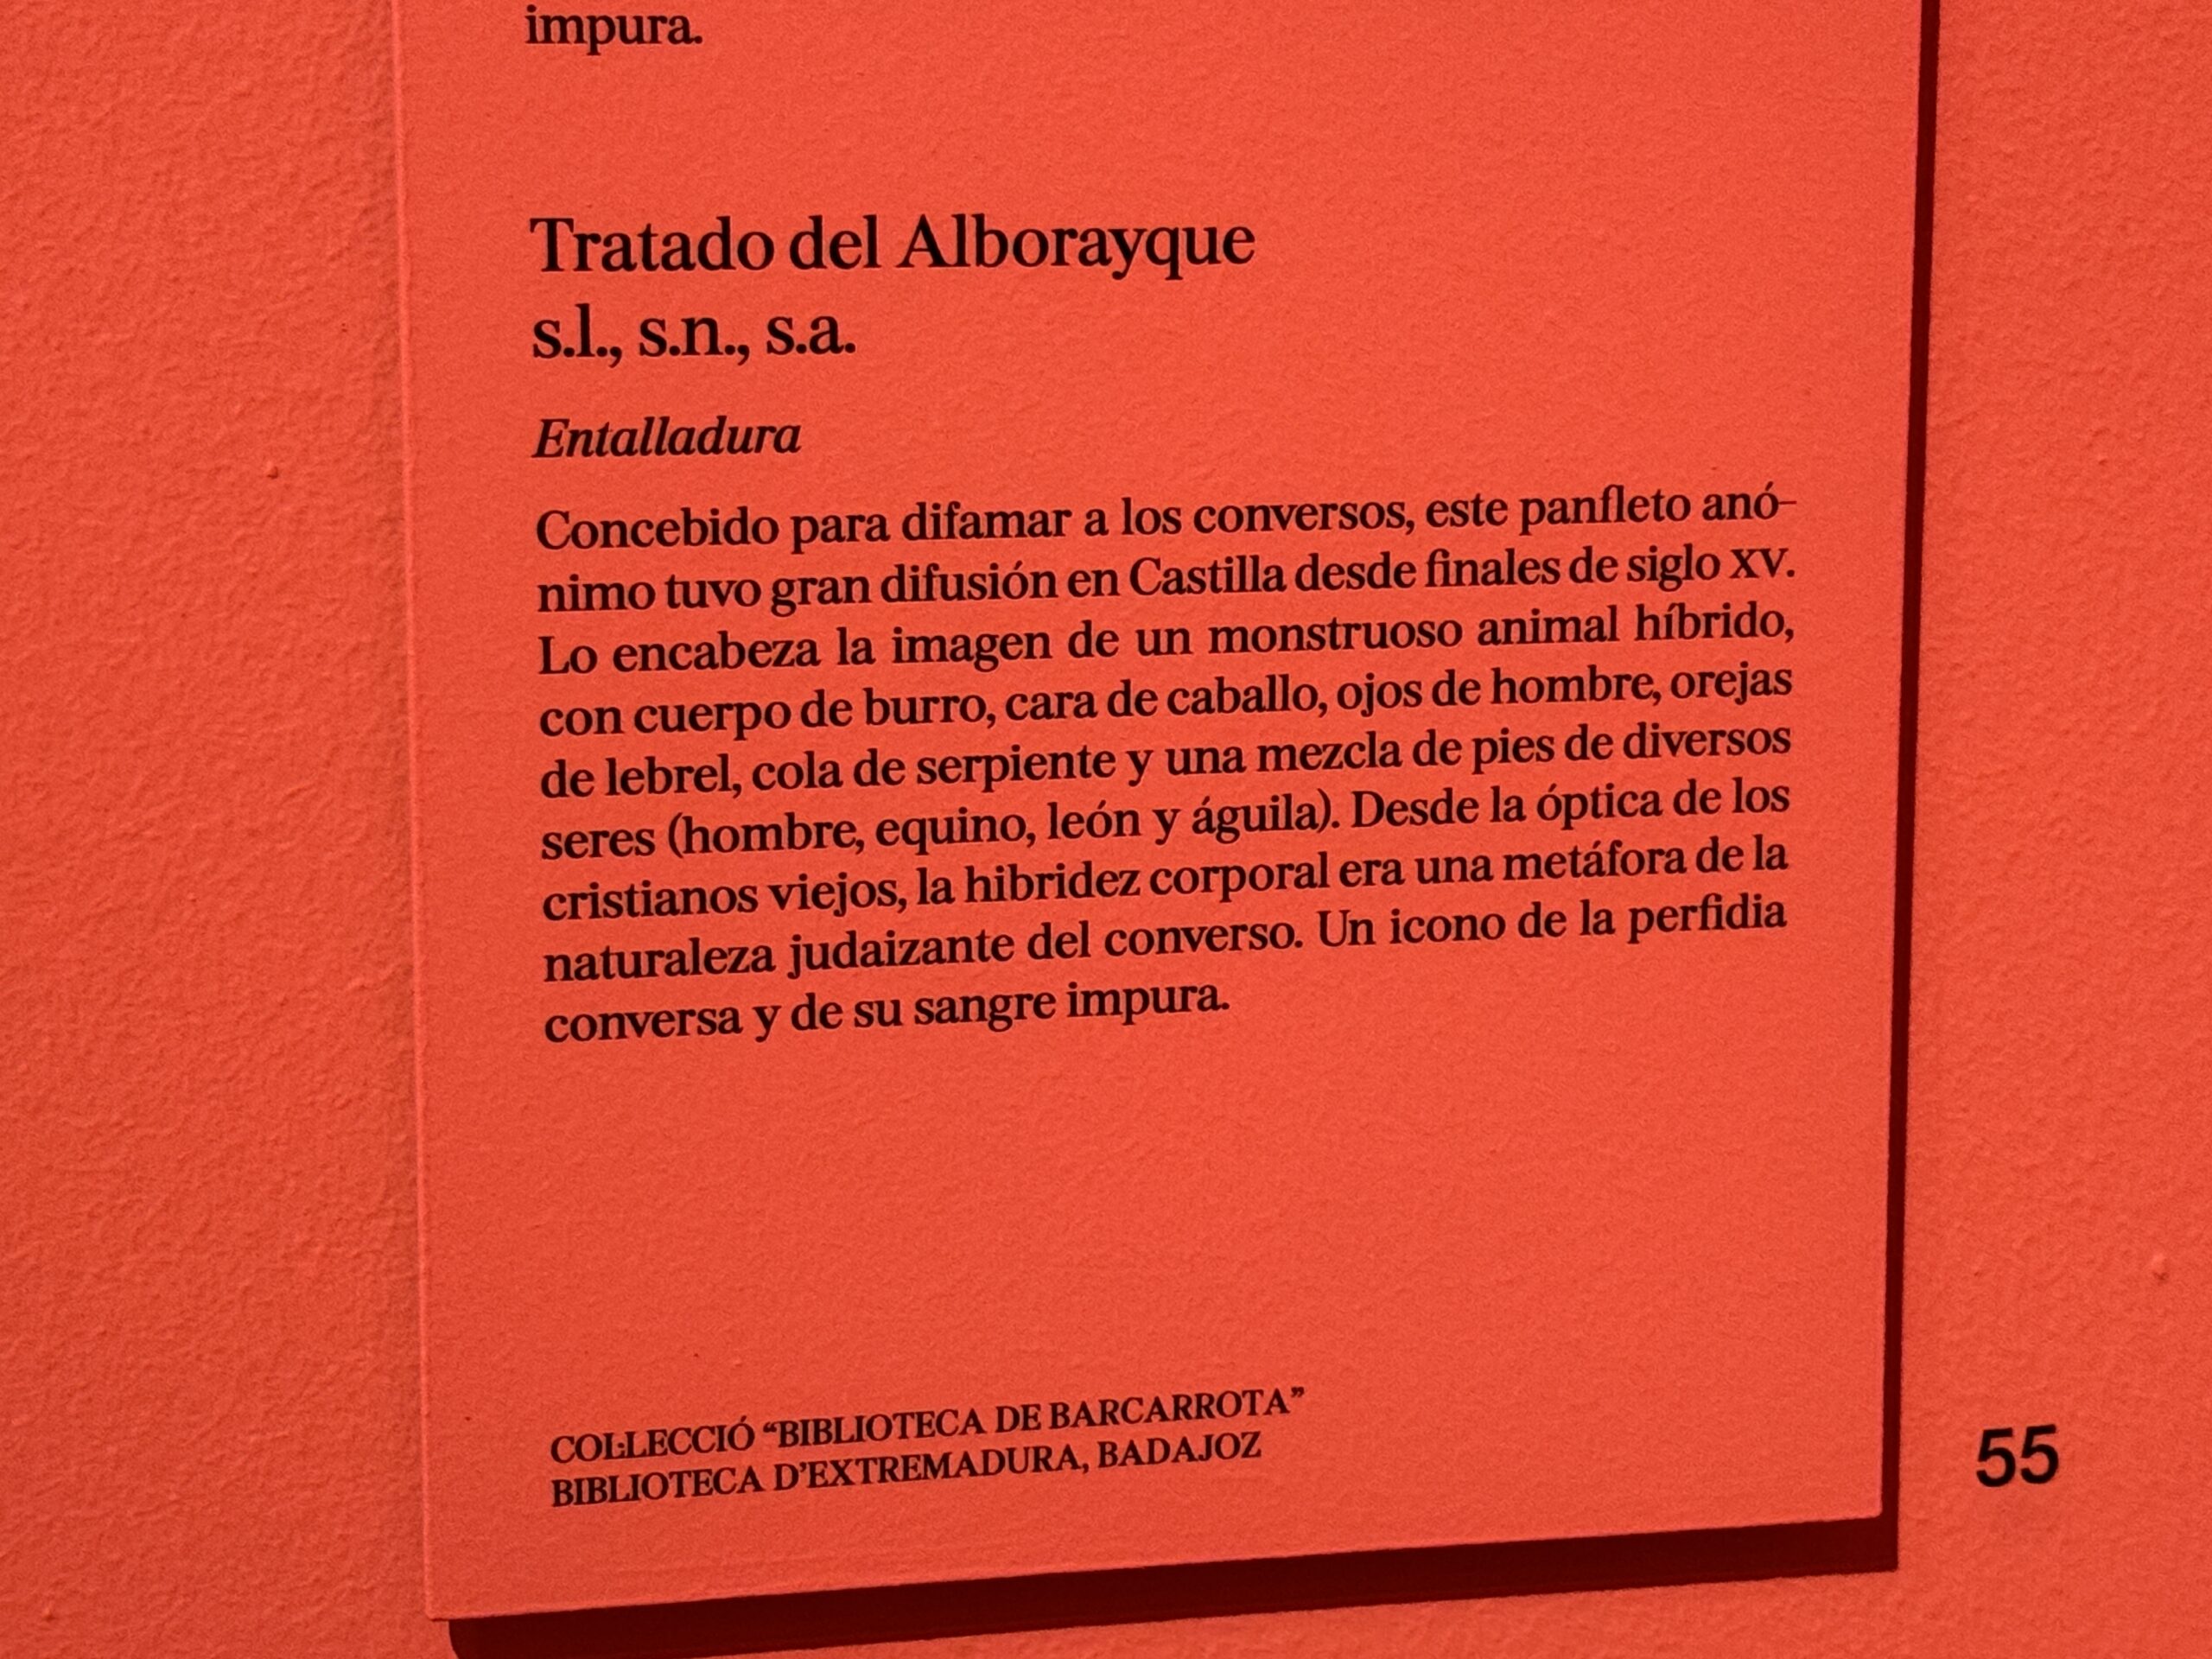 impura.
Tratado del Alborayque
s.l., s.n., s.a.
Entalladura
Concebido para difamar a los conversos, este panfleto anó-
nimo tuvo gran difusión en Castilla desde finales de siglo XV.
Lo encabeza la imagen de un monstruoso animal híbrido,
con cuerpo de burro, cara de caballo, ojos de hombre, orejas
de lebrel, cola de serpiente y una mezcla de pies de diversos
seres (hombre, equino, león y águila). Desde la óptica de los
cristianos viejos, la hibridez corporal era una metáfora de la
naturaleza judaizante del converso. Un icono de la perfidia
conversa y de su sangre impura.
COL·LECCIÓ “BIBLIOTECA DE BARCARROTA”
BIBLIOTECA D’EXTREMADURA, BADAJOZ
55